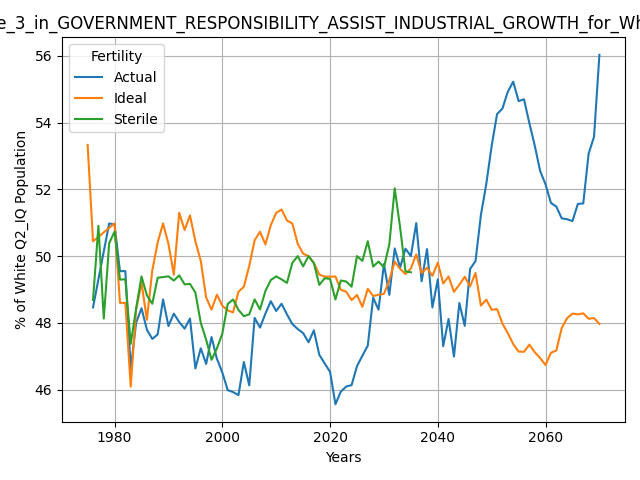 e_3_in_GOVERNMENT_RESPONSIBILITY_ASSIST_INDUSTRIAL_GROWTH_for_Wh
Fertility
Actual
Ideal
Sterile
% of White Q2_IQ Population
56
54
52
50
48
46
1980
2000
2020
2040
2060
Years